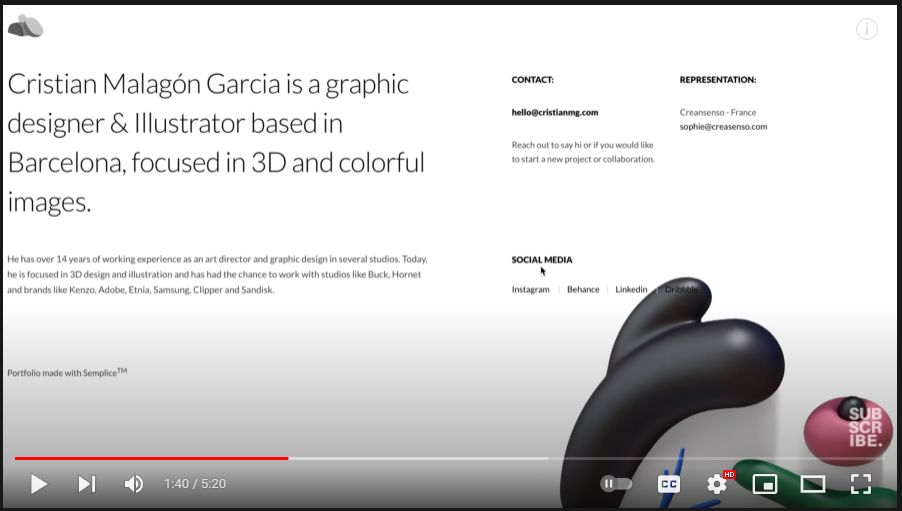 Cristian Malagón Garcia is a graphic
designer & Illustrator based in
Barcelona, focused in 3D and colorful
images.
He has over 14 years of working experience as an art director and graphic design in several studios. Today,
he is focused in 3D design and illustration and has had the chance to work with studios like Buck, Hornet
and brands like Kenzo, Adobe, Etnia, Samsung, Clipper and Sandisk.
Portfolio made with Semplice™
CONTACT:
hello@cristianmg.com
Reach out to say hi or if you would like
to start a new project or collaboration.
REPRESENTATION:
Creansenso - France
sophie@creasenso.com
SOCIAL MEDIA
Instagram | Behance | Linkedin | Dribbble
SUB
SCR
IBE.
1:40 / 5:20
CC
HD
i